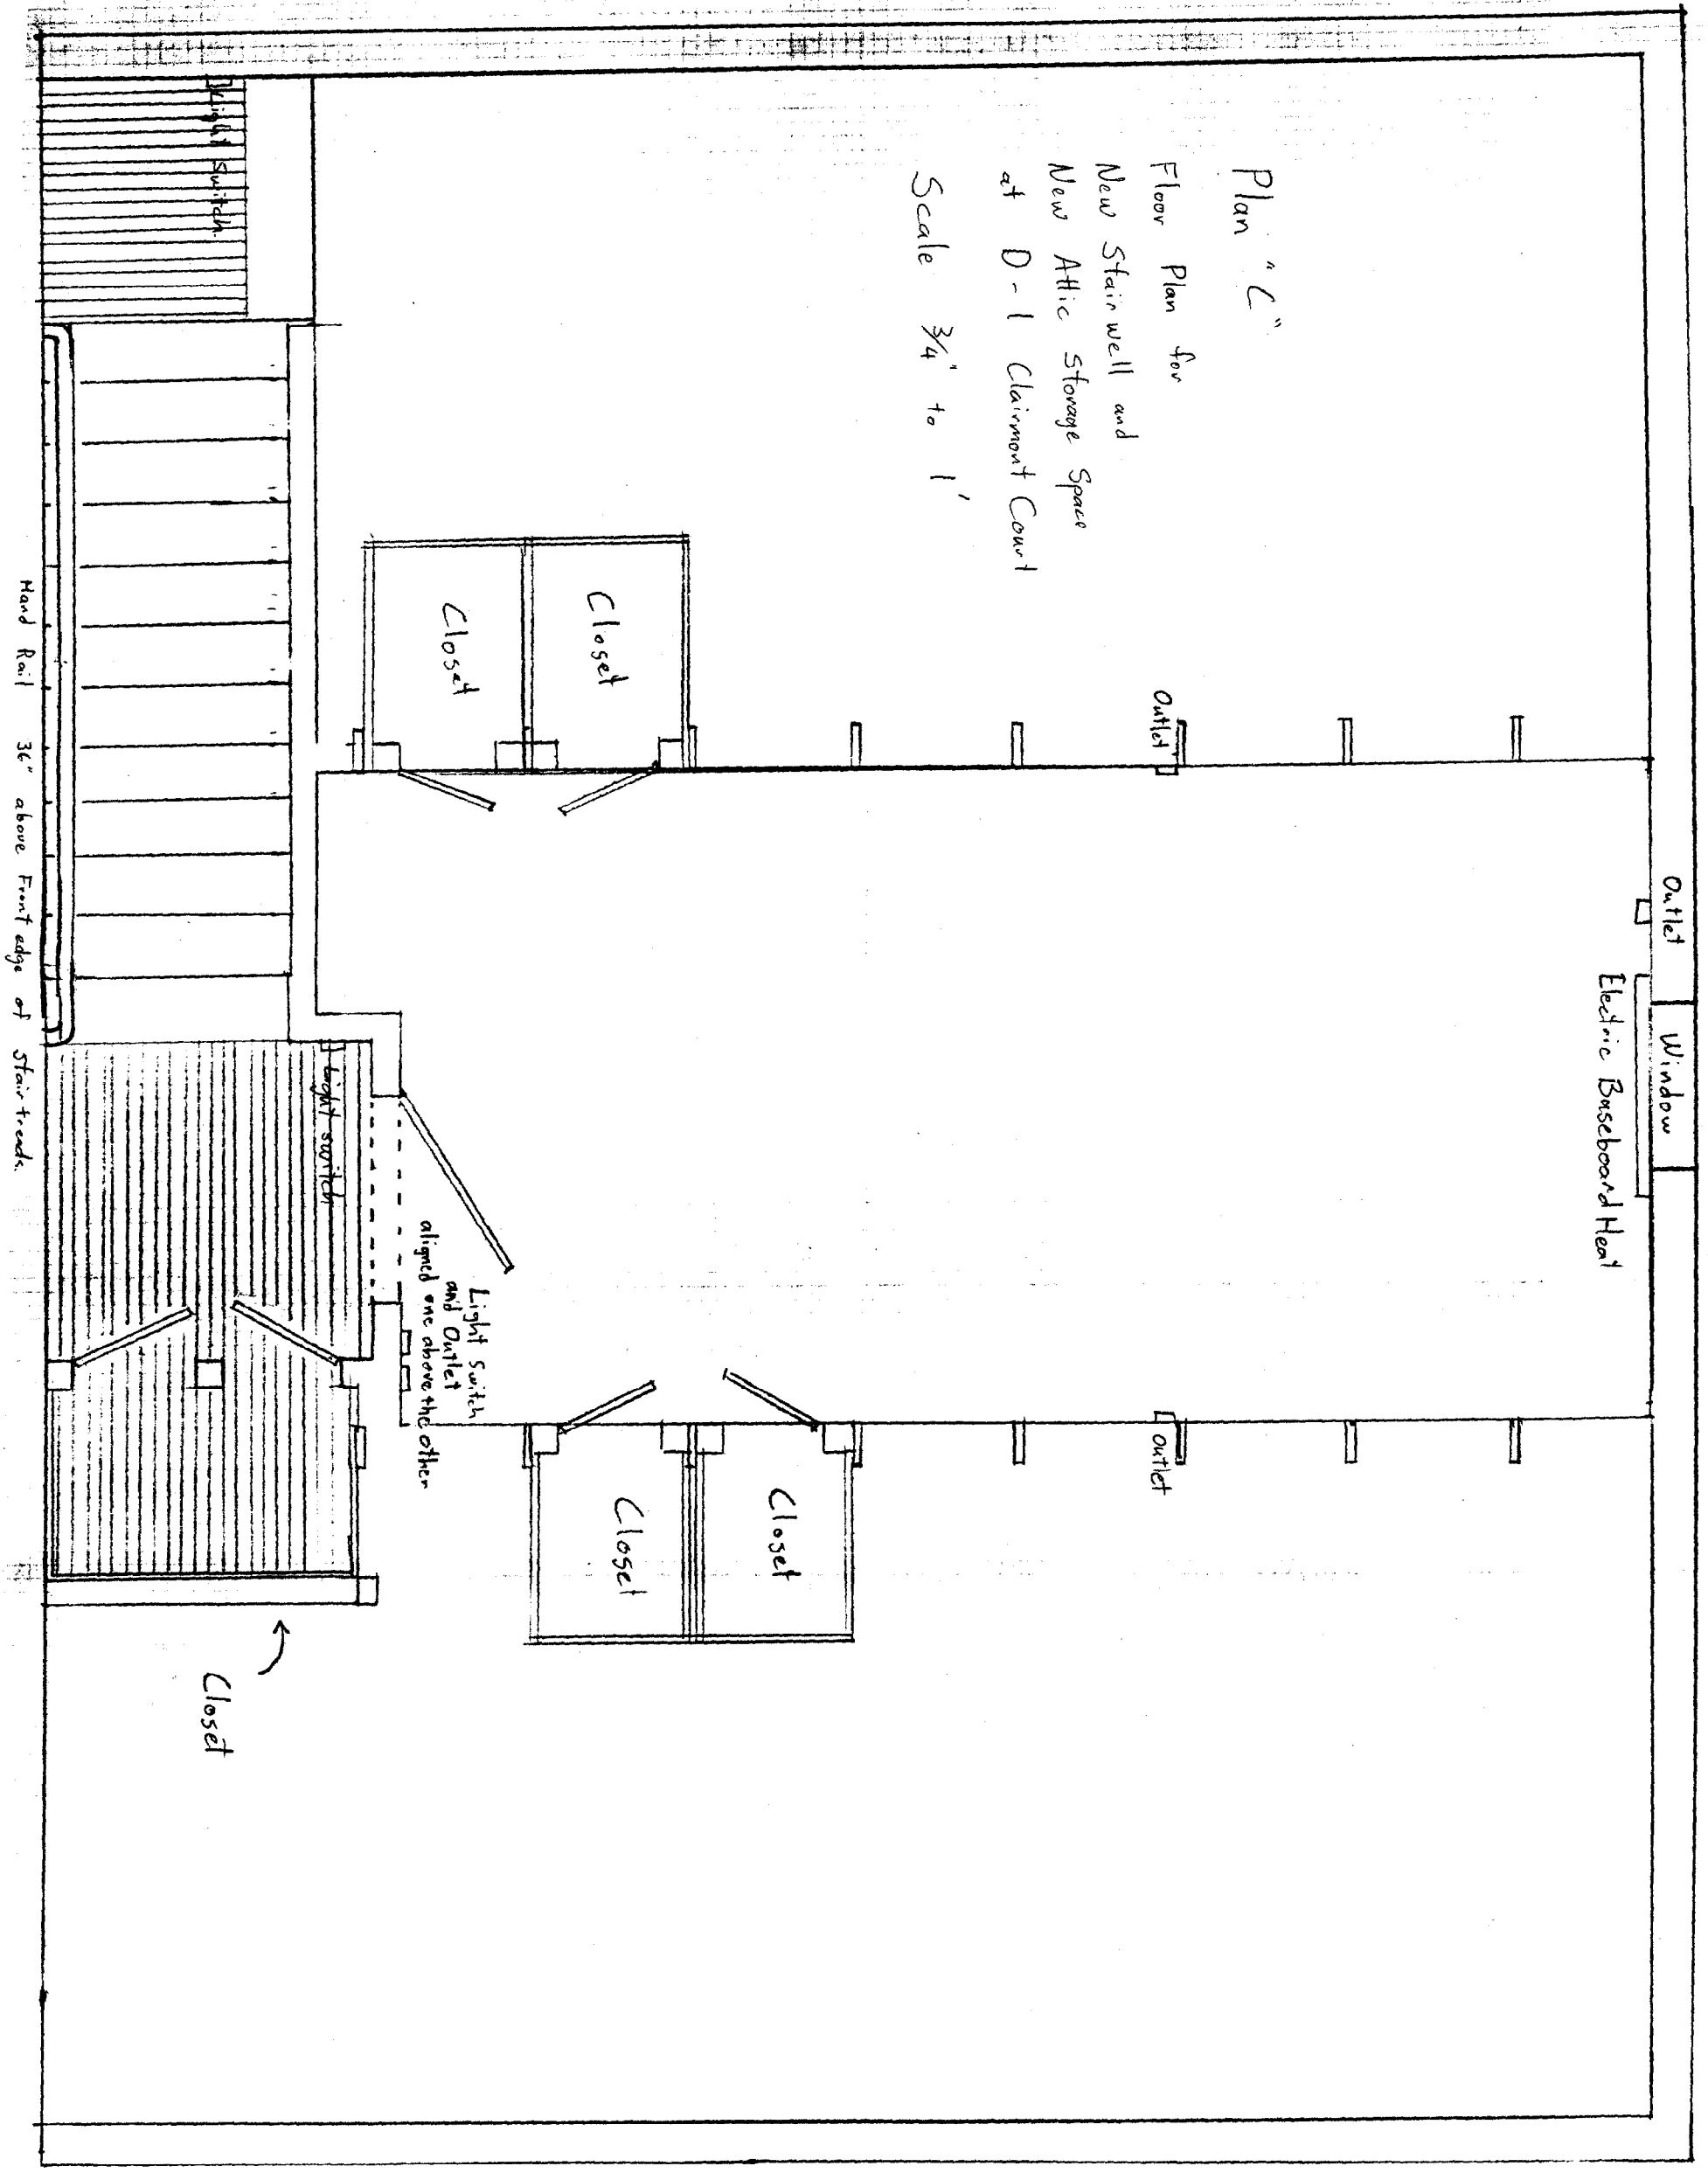 Plan "C"
Floor Plan for
New Stairwell and
New Attic Storage Space
at D-1 Clairmont Court
Scale 3/4" to 1'
Light Switch
Closet
Closet
Outlet
Outlet
Window
Electric Baseboard Heat
Hand Rail 36" above Front edge of stair treads.
Light switch
Light Switch
and Outlet
aligned one above the other
Outlet
Closet
Closet
Closet